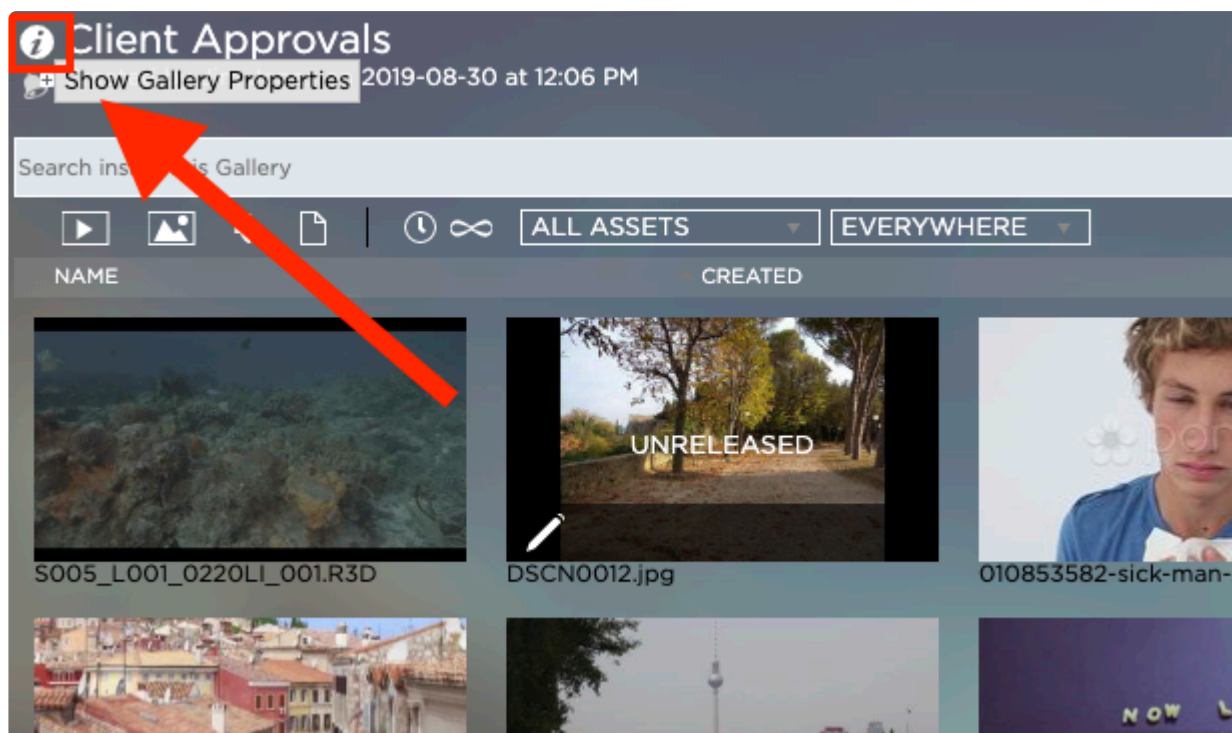 Client Approvals
Show Gallery Properties 2019-08-30 at 12:06 PM
Search is Gallery
ALL ASSETS EVERYWHERE
NAME CREATED
UNRELEASED
S005_L001_0220LI_001.R3D DSCN0012.jpg 010853582-sick-man-
NOW L